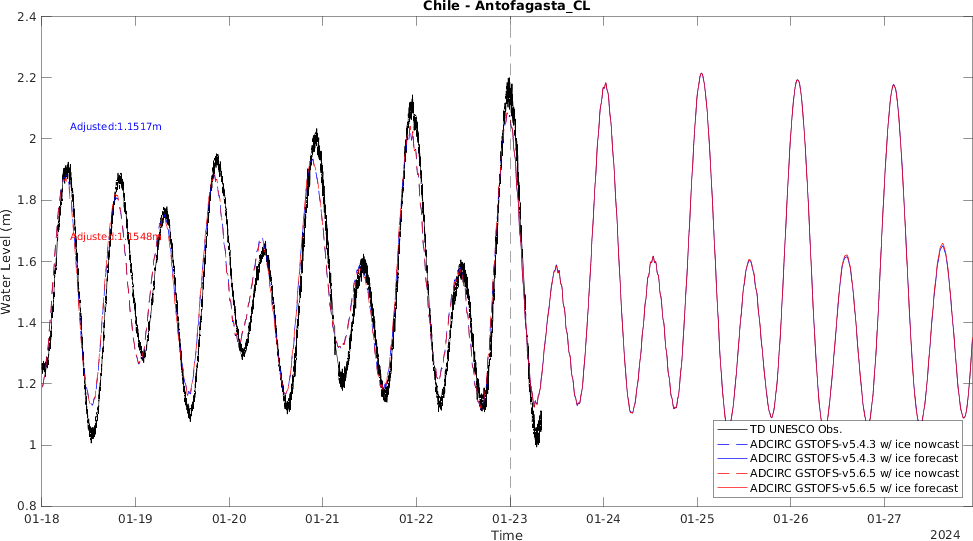 Chile - Antofagasta_CL
2.4
2.2
2
1.8
1.6
1.4
1.2
1
0.8
Water Level (m)
Adjusted:1.1517m
Adjusted:1.1548m
TD UNESCO Obs.
ADCIRC GSTOFS-v5.4.3 w/ ice nowcast
ADCIRC GSTOFS-v5.4.3 w/ ice forecast
ADCIRC GSTOFS-v5.6.5 w/ ice nowcast
ADCIRC GSTOFS-v5.6.5 w/ ice forecast
01-18 01-19 01-20 01-21 01-22 01-23 01-24 01-25 01-26 01-27
Time
2024